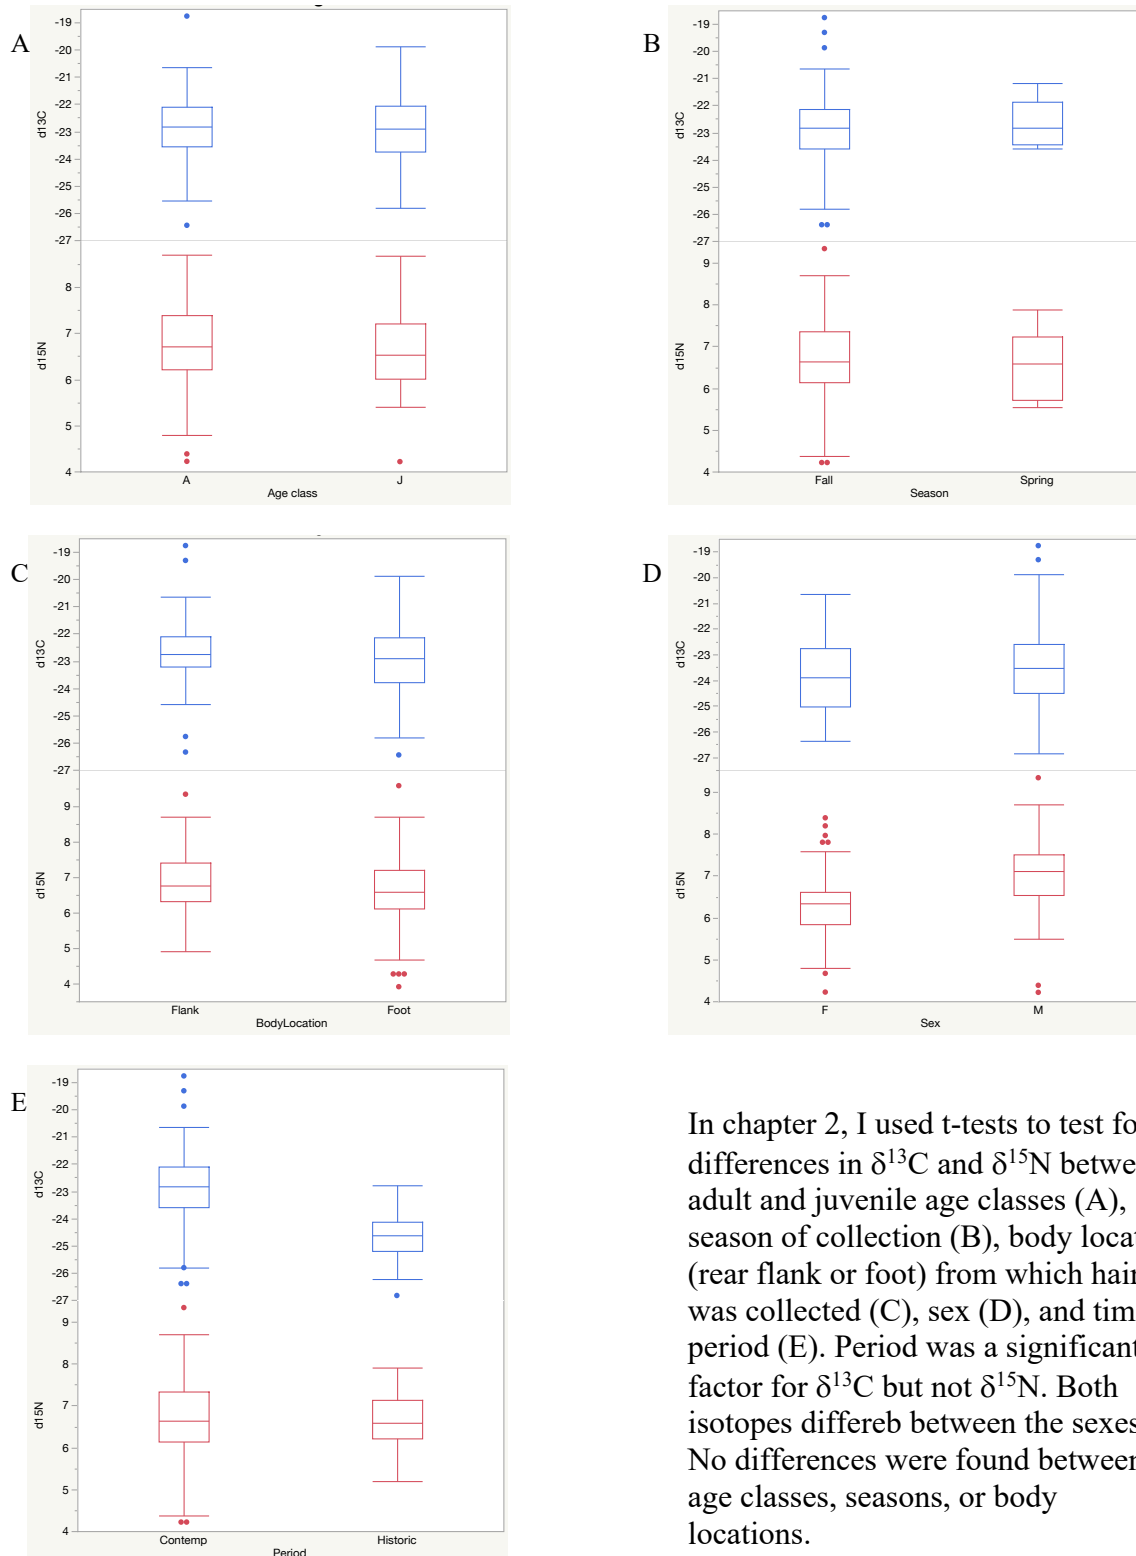 A
-19
-20
-21
-22
-23
-24
-25
-26
-27
d13C
8
7
6
5
4
d15N
A J
Age class
B
-19
-20
-21
-22
-23
-24
-25
-26
-27
d13C
9
8
7
6
5
4
d15N
Fall Spring
Season
C
-19
-20
-21
-22
-23
-24
-25
-26
-27
d13C
9
8
7
6
5
4
d15N
Flank Foot
BodyLocation
D
-19
-20
-21
-22
-23
-24
-25
-26
-27
d13C
9
8
7
6
5
4
d15N
F M
Sex
E
-19
-20
-21
-22
-23
-24
-25
-26
-27
d13C
9
8
7
6
5
4
d15N
Contemp Historic
Period
In chapter 2, I used t-tests to test fo
differences in δ¹³C and δ¹⁵N betwe
adult and juvenile age classes (A),
season of collection (B), body locat
(rear flank or foot) from which hair
was collected (C), sex (D), and tim
period (E). Period was a significant
factor for δ¹³C but not δ¹⁵N. Both
isotopes differeb between the sexes
No differences were found between
age classes, seasons, or body
locations.